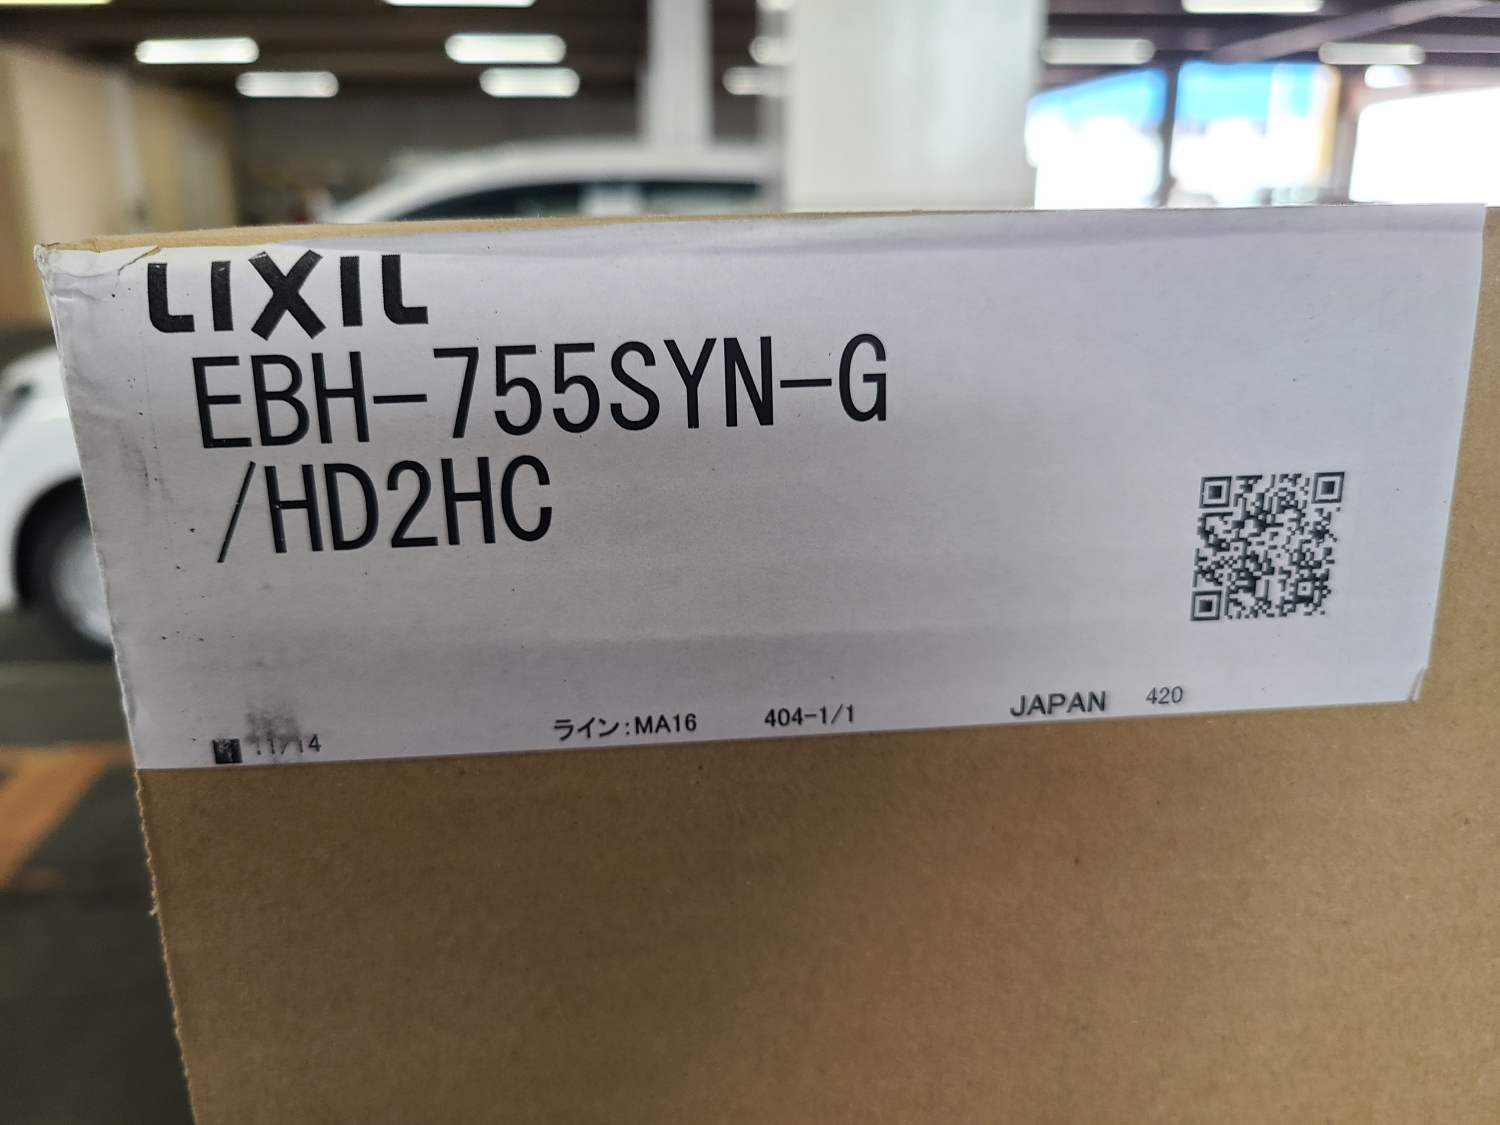 LIXIL
EBH-755SYN-G
/HD2HC
11/14 ライン:MA16 404-1/1 JAPAN 420